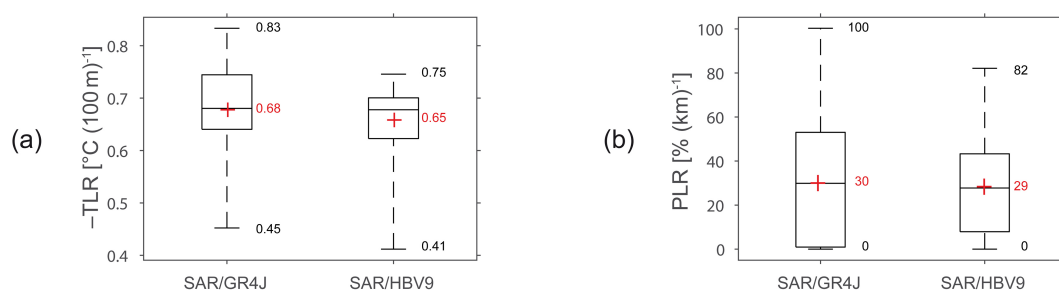 (a)
–TLR [°C (100 m)-1]
0.8
0.7
0.6
0.5
0.4
0.83
0.68
0.45
0.75
0.65
0.41
SAR/GR4J
SAR/HBV9
(b)
PLR [% (km)-1]
100
80
60
40
20
0
100
30
0
82
29
0
SAR/GR4J
SAR/HBV9